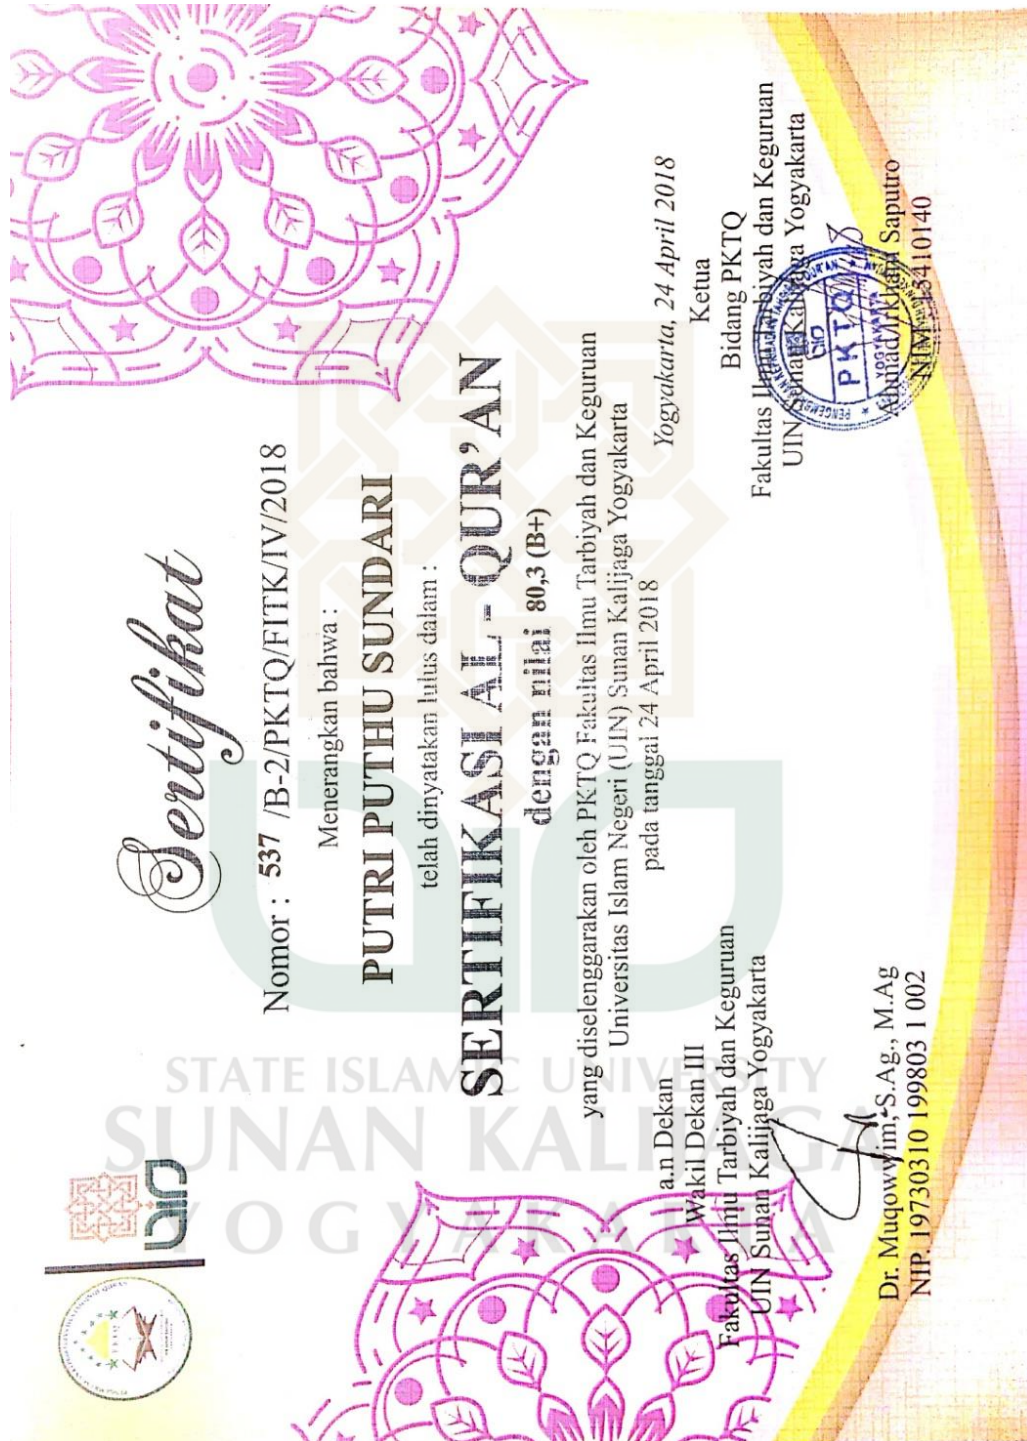 Sertifikat
Nomor : 537 /B-2/PKTQ/FITK/IV/2018
Menerangkan bahwa :
PUTRI PUTHU SUNDARI
telah dinyatakan lulus dalam :
SERTIFIKASI AL - QUR'AN
dengan nilai 80,3 (B+)
yang diselenggarakan oleh PKTQ Fakultas Ilmu Tarbiyah dan Keguruan
Universitas Islam Negeri (UIN) Sunan Kalijaga Yogyakarta
pada tanggal 24 April 2018
Yogyakarta, 24 April 2018
a.n Dekan
Wakil Dekan III
Fakultas Ilmu Tarbiyah dan Keguruan
UIN Sunan Kalijaga Yogyakarta
Dr. Muqowwim, S.Ag., M.Ag
NIP. 19730310 199803 1 002
Ketua
Bidang PKTQ
Fakultas Ilmu Tarbiyah dan Keguruan
UIN Sunan Kalijaga Yogyakarta
PKTQ
YOGYAKARTA
Ahmad Arkham Saputro
NIM. 13410140
STATE ISLAMIC UNIVERSITY
SUNAN KALIJAGA
YOGYAKARTA